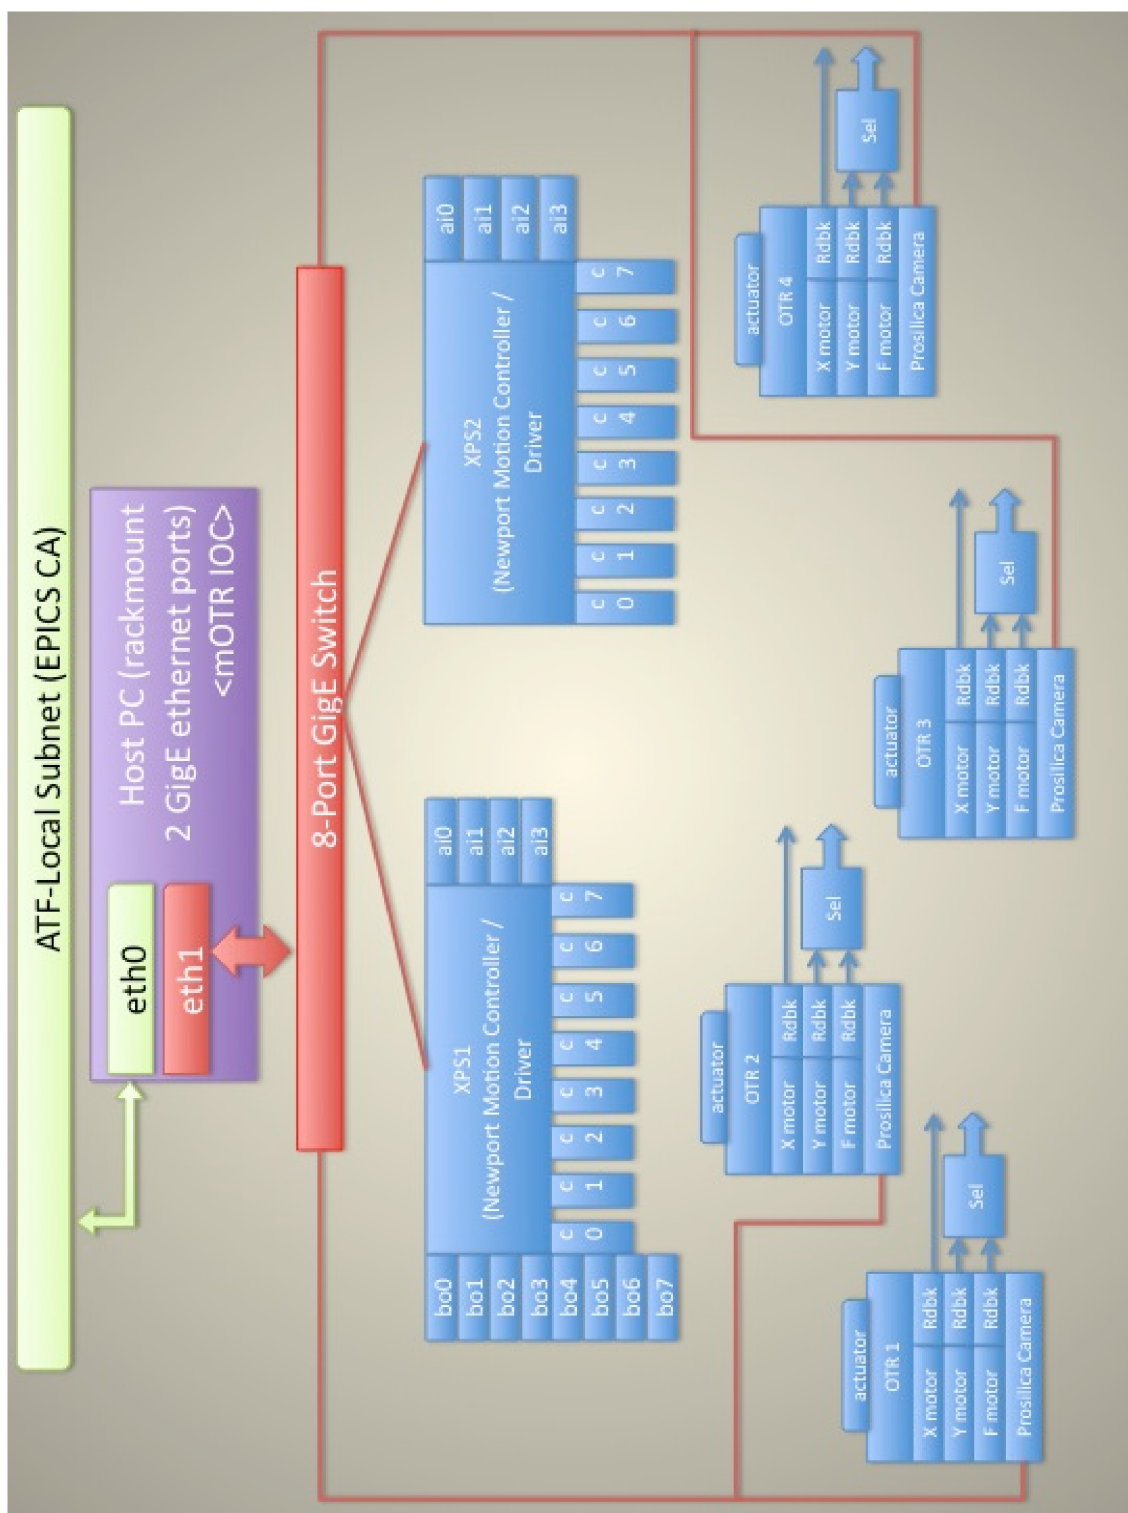 ATF-Local Subnet (EPICS CA)
eth0
eth1
Host PC (rackmount
2 GigE ethernet ports)
<mOTR IOC>
8-Port GigE Switch
XPS1
(Newport Motion Controller /
Driver
ai0
ai1
ai2
ai3
bo0
bo1
bo2
bo3
bo4
bo5
bo6
bo7
c 0
c 1
c 2
c 3
c 4
c 5
c 6
c 7
XPS2
(Newport Motion Controller /
Driver
ai0
ai1
ai2
ai3
c 0
c 1
c 2
c 3
c 4
c 5
c 6
c 7
actuator
OTR 1
X motor Rdbk
Y motor Rdbk
F motor Rdbk
Prosilica Camera
Sel
actuator
OTR 2
X motor Rdbk
Y motor Rdbk
F motor Rdbk
Prosilica Camera
Sel
actuator
OTR 3
X motor Rdbk
Y motor Rdbk
F motor Rdbk
Prosilica Camera
Sel
actuator
OTR 4
X motor Rdbk
Y motor Rdbk
F motor Rdbk
Prosilica Camera
Sel